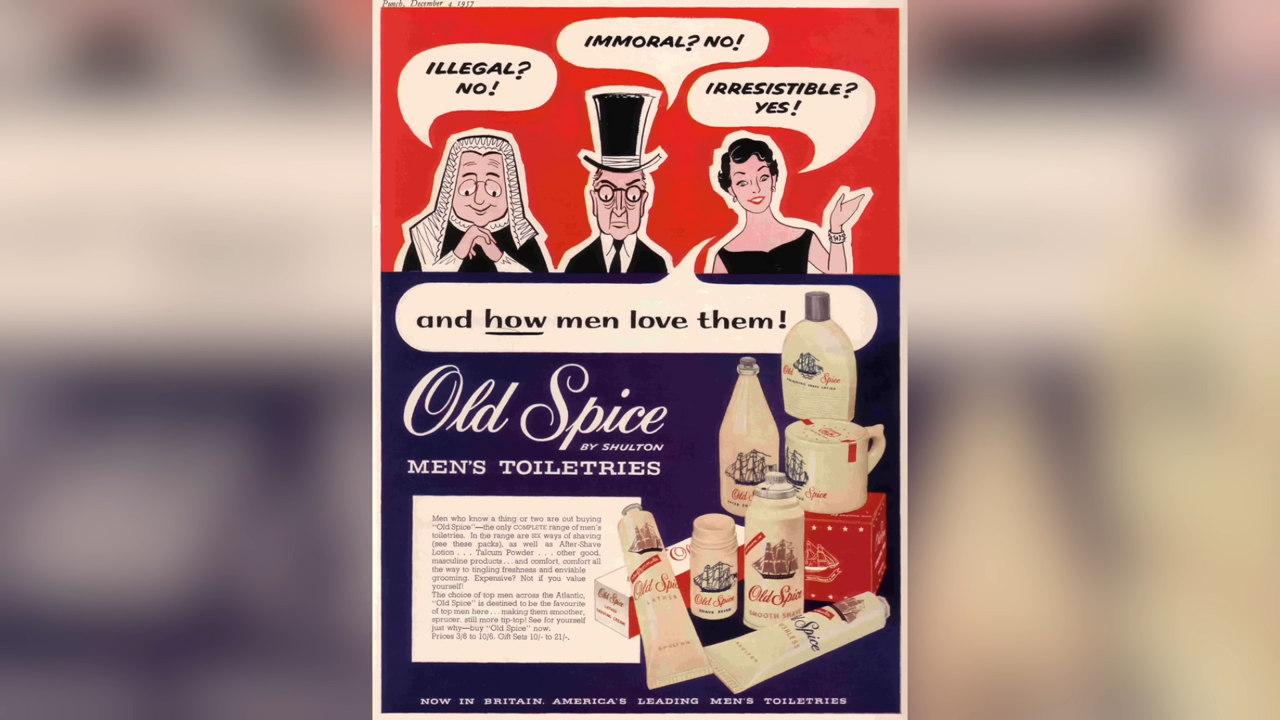 Punch, December 4 1957
IMMORAL? NO!
ILLEGAL?
NO!
IRRESISTIBLE?
YES!
and how men love them!
Old Spice
BY SHULTON
MEN'S TOILETRIES
Old Spice
Old
Spice
Old Spice
LATHER
Old Spice
Old Spice
SMOOTH SHAVE
Spice
SHULTON
Men who know a thing or two are out buying
"Old Spice"—the only COMPLETE range of men's
toiletries. In the range are SIX ways of shaving
(see these packs), as well as After-Shave
Lotion . . . Talcum Powder . . . other good,
masculine products . . . and comfort, comfort all
the way to tingling freshness and enviable
grooming. Expensive? Not if you value
yourself!
The choice of top men across the Atlantic,
"Old Spice" is destined to be the favourite
of top men here . . . making them smoother,
sprucer, still more tip-top! See for yourself
just why—buy "Old Spice" now.
Prices 3/6 to 10/6. Gift Sets 10/- to 21/-.
NOW IN BRITAIN. AMERICA'S LEADING MEN'S TOILETRIES